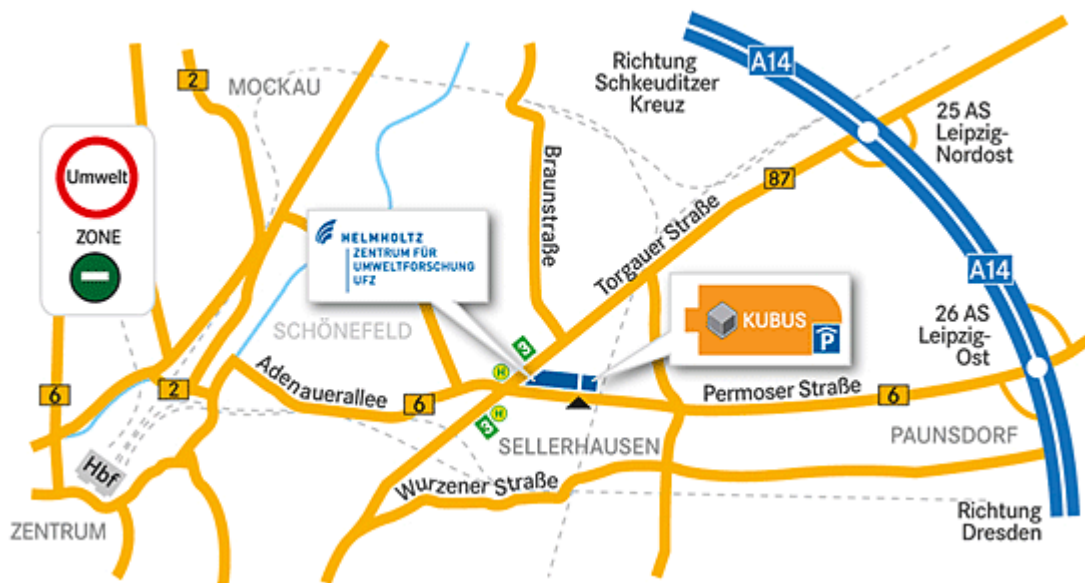 2
MOCKAU
Richtung
Schkeuditzer
Kreuz
A14
25 AS
Leipzig-
Nordost
Umwelt
ZONE
Braunstraße
87
Torgauer Straße
HELMHOLTZ
ZENTRUM FÜR
UMWELTFORSCHUNG
UFZ
A14
SCHÖNEFELD
KUBUS
P
26 AS
Leipzig-
Ost
3
H
6
2
Adenauerallee
6
Permoser Straße
6
H
3
SELLERHAUSEN
PAUNSDORF
Hbf
Wurzener Straße
ZENTRUM
Richtung
Dresden